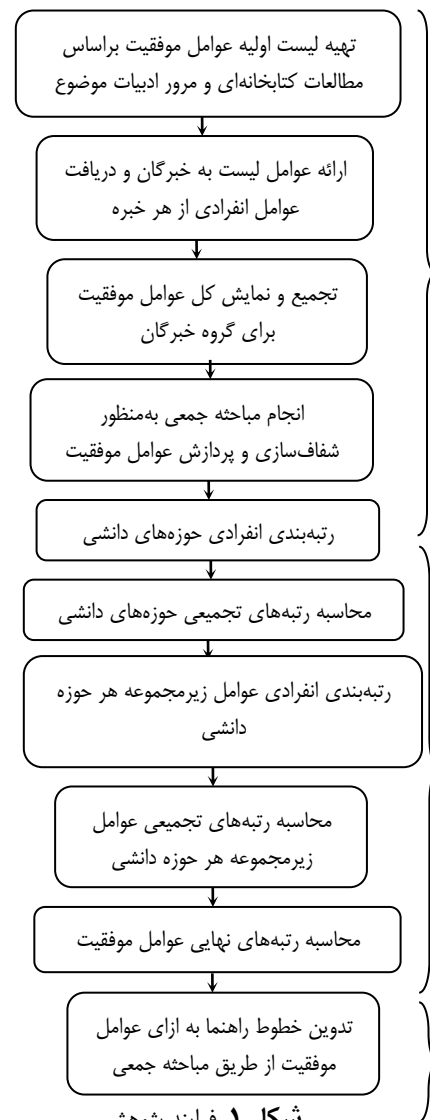 تهیه لیست اولیه عوامل موفقیت براساس
مطالعات کتابخانه‌ای و مرور ادبیات موضوع
ارائه عوامل لیست به خبرگان و دریافت
عوامل انفرادی از هر خبره
تجمیع و نمایش کل عوامل موفقیت
برای گروه خبرگان
انجام مباحثه جمعی به‌منظور
شفاف‌سازی و پردازش عوامل موفقیت
رتبه‌بندی انفرادی حوزه‌های دانشی
محاسبه رتبه‌های تجمیعی حوزه‌های دانشی
رتبه‌بندی انفرادی عوامل زیرمجموعه هر حوزه
دانشی
محاسبه رتبه‌های تجمیعی عوامل
زیرمجموعه هر حوزه دانشی
محاسبه رتبه‌های نهایی عوامل موفقیت
تدوین خطوط راهنما به ازای عوامل
موفقیت از طریق مباحثه جمعی
شکل ۱ فرایند پژوهش